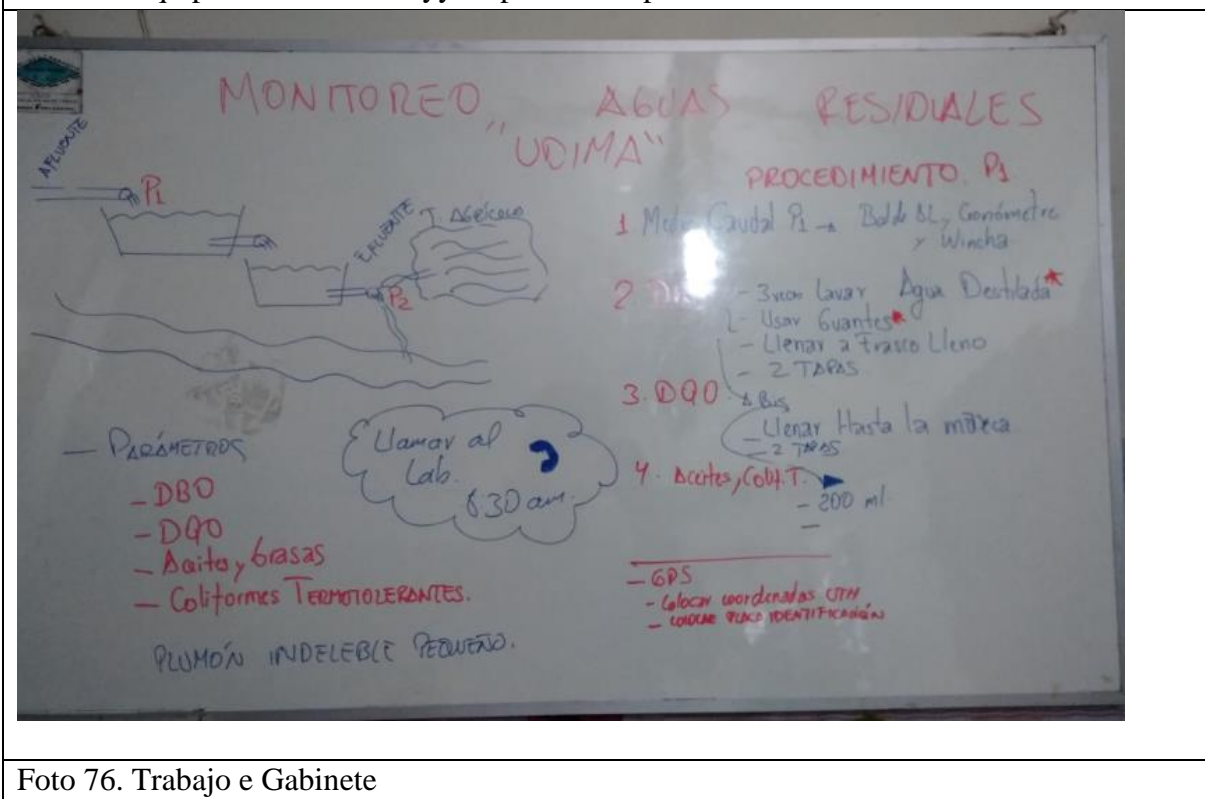 MONITOREO AGUAS RESIDUALES
"UDIMA"
AFLUENTE
P1
EFLUENTE
T. Agrícola
P2
PROCEDIMIENTO. P1
1 Caudal P1 → Balde 8L, Cronómetro
y Wincha
2
- 3 veces lavar Agua Destilada*
- Usar Guantes*
- Llenar a Frasco Lleno
- 2 TAPAS
3. DQO
- Llenar Hasta la marca
- 2 TAPAS
4. Aceites, Colif. T.
- 200 ml
-
- PARÁMETROS
- DBO
- DQO
- Aceites y Grasas
- Coliformes TERMOTOLERANTES.
Llamar al
Lab.
6:30 am.
PLUMÓN INDELEBLE PEQUEÑO.
- GPS
- Colocar coordenadas UTM
- COLOCAR PLACA IDENTIFICACIÓN
Foto 76. Trabajo e Gabinete